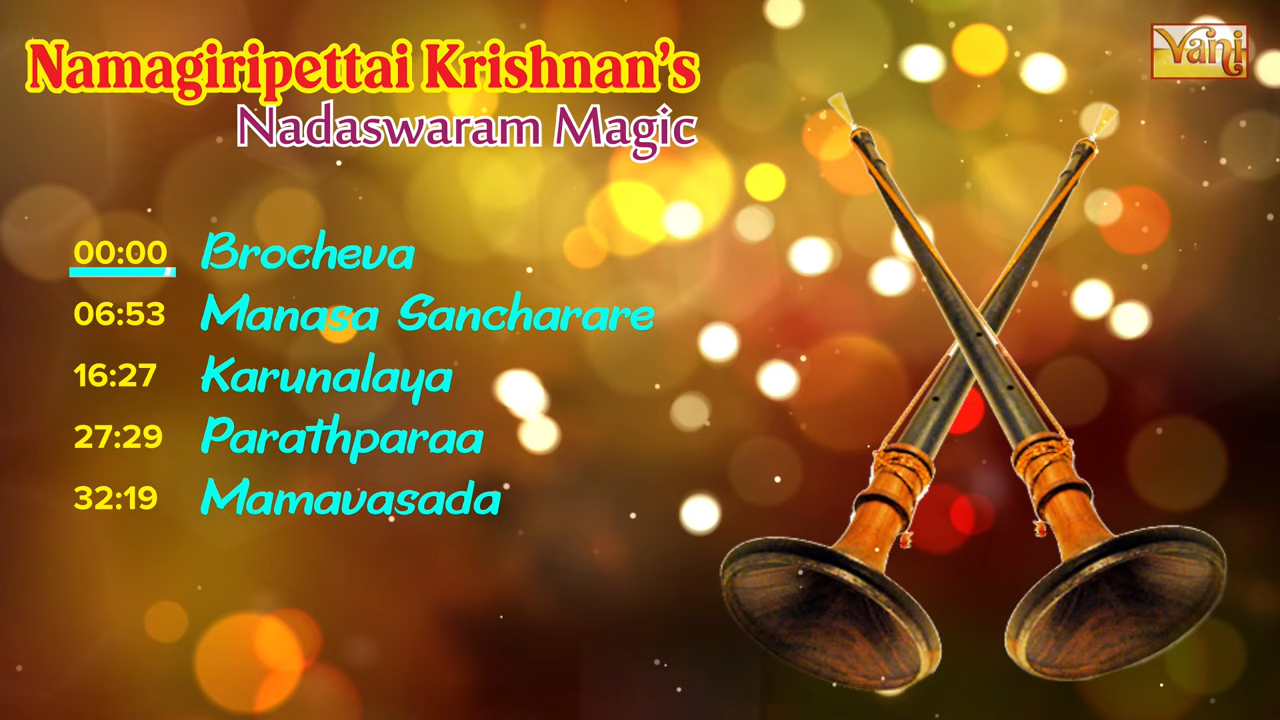 Namagiripettai Krishnan's
Nadaswaram Magic
Vani
00:00 Brocheva
06:53 Manasa Sancharare
16:27 Karunalaya
27:29 Parathparaa
32:19 Mamavasada